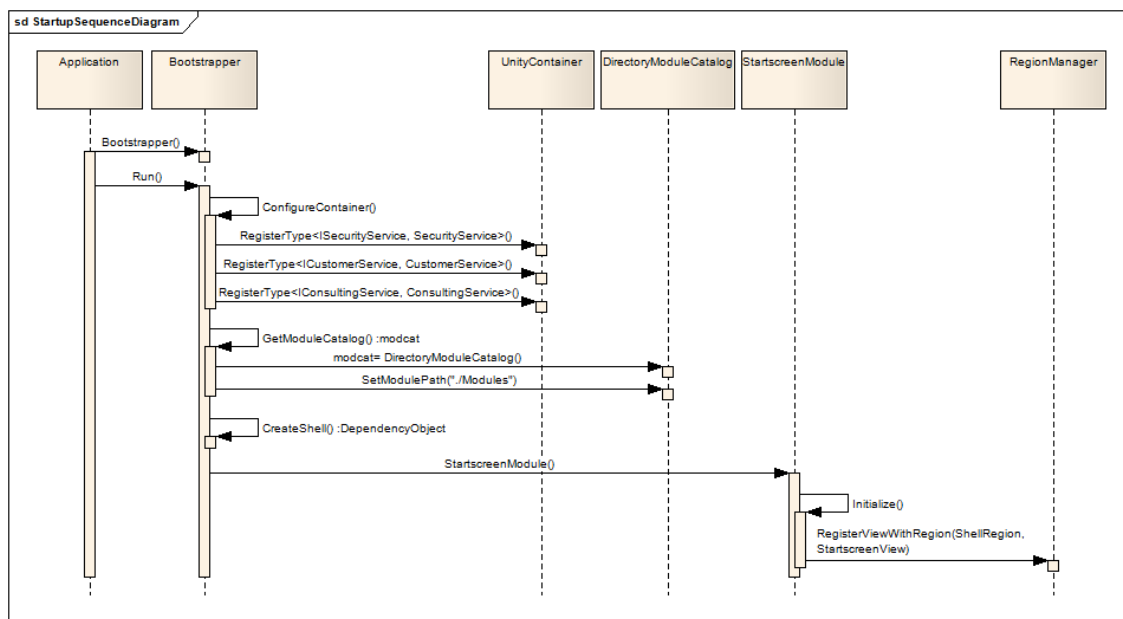 sd StartupSequenceDiagram
Application
Bootstrapper
UnityContainer
DirectoryModuleCatalog
StartscreenModule
RegionManager
Bootstrapper()
Run()
ConfigureContainer()
RegisterType<ISecurityService, SecurityService>()
RegisterType<ICustomerService, CustomerService>()
RegisterType<IConsultingService, ConsultingService>()
GetModuleCatalog() :modcat
modcat= DirectoryModuleCatalog()
SetModulePath("./Modules")
CreateShell() :DependencyObject
StartscreenModule()
Initialize()
RegisterViewWithRegion(ShellRegion,
StartscreenView)